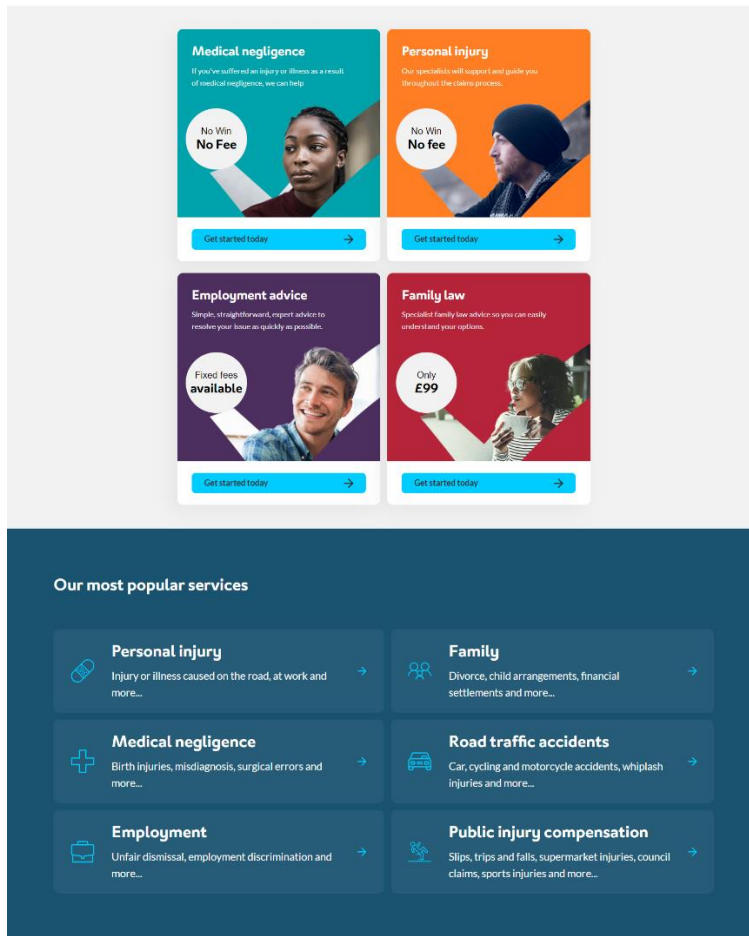 Medical negligence
If you've suffered an injury or illness as a result
of medical negligence, we can help
No Win
No Fee
Get started today
Personal injury
Our specialists will support and guide you
throughout the claims process.
No Win
No fee
Get started today
Employment advice
Simple, straightforward, expert advice to
resolve your issue as quickly as possible.
Fixed fees
available
Get started today
Family law
Specialist family law advice so you can easily
understand your options.
Only
£99
Get started today
Our most popular services
Personal injury
Injury or illness caused on the road, at work and
more...
Family
Divorce, child arrangements, financial
settlements and more...
Medical negligence
Birth injuries, misdiagnosis, surgical errors and
more...
Road traffic accidents
Car, cycling and motorcycle accidents, whiplash
injuries and more...
Employment
Unfair dismissal, employment discrimination and
more...
Public injury compensation
Slips, trips and falls, supermarket injuries, council
claims, sports injuries and more...